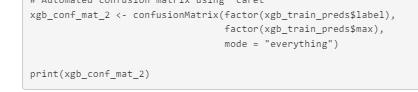 # Automated confusion matrix using "caret"
xgb_conf_mat_2 <- confusionMatrix(factor(xgb_train_preds$label),
factor(xgb_train_preds$max),
mode = "everything")
print(xgb_conf_mat_2)